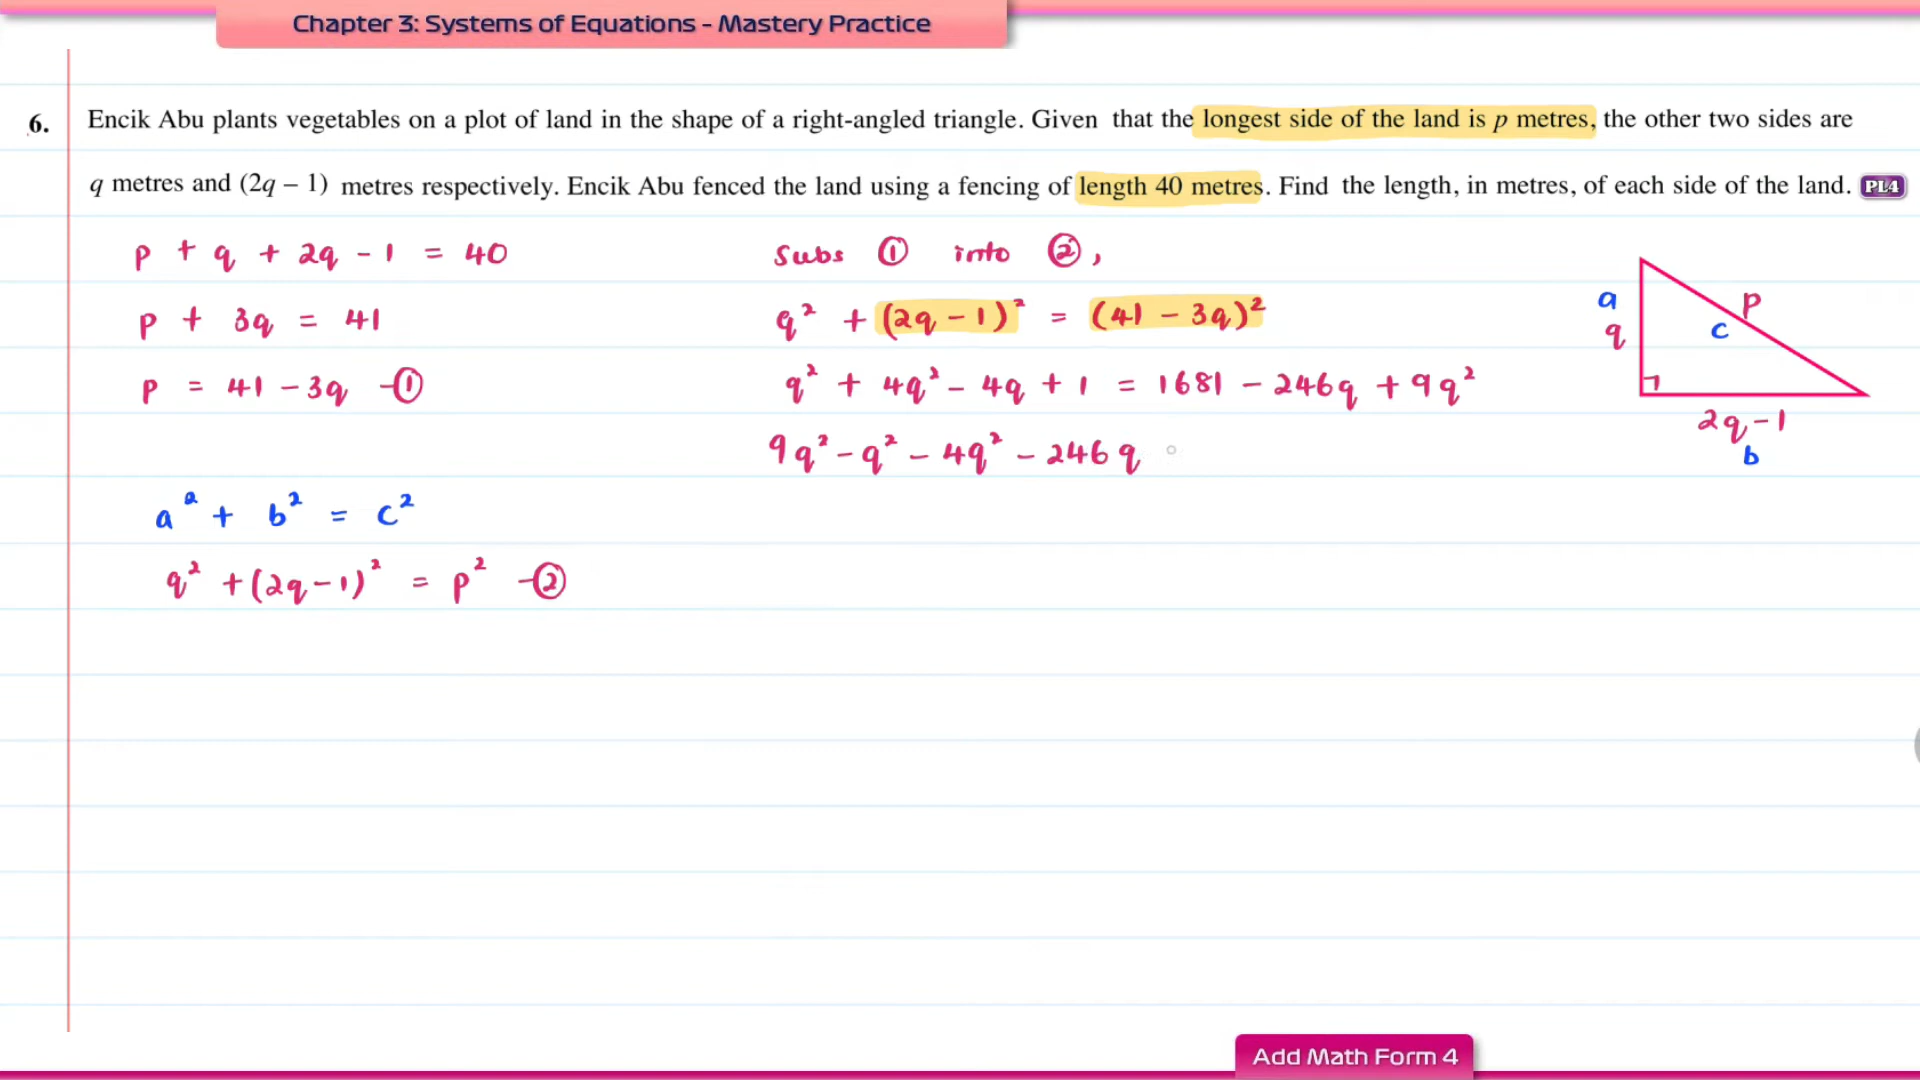 Chapter 3: Systems of Equations - Mastery Practice
6. Encik Abu plants vegetables on a plot of land in the shape of a right-angled triangle. Given that the longest side of the land is p metres, the other two sides are
q metres and (2q – 1) metres respectively. Encik Abu fenced the land using a fencing of length 40 metres. Find the length, in metres, of each side of the land. PL4
p + q + 2q - 1 = 40
p + 3q = 41
p = 41 - 3q -①
a² + b² = c²
q² + (2q - 1)² = p² -②
Subs ① into ②,
q² + (2q - 1)² = (41 - 3q)²
q² + 4q² - 4q + 1 = 1681 - 246q + 9q²
9q² - q² - 4q² - 246q
a
q
p
c
2q - 1
b
Add Math Form 4